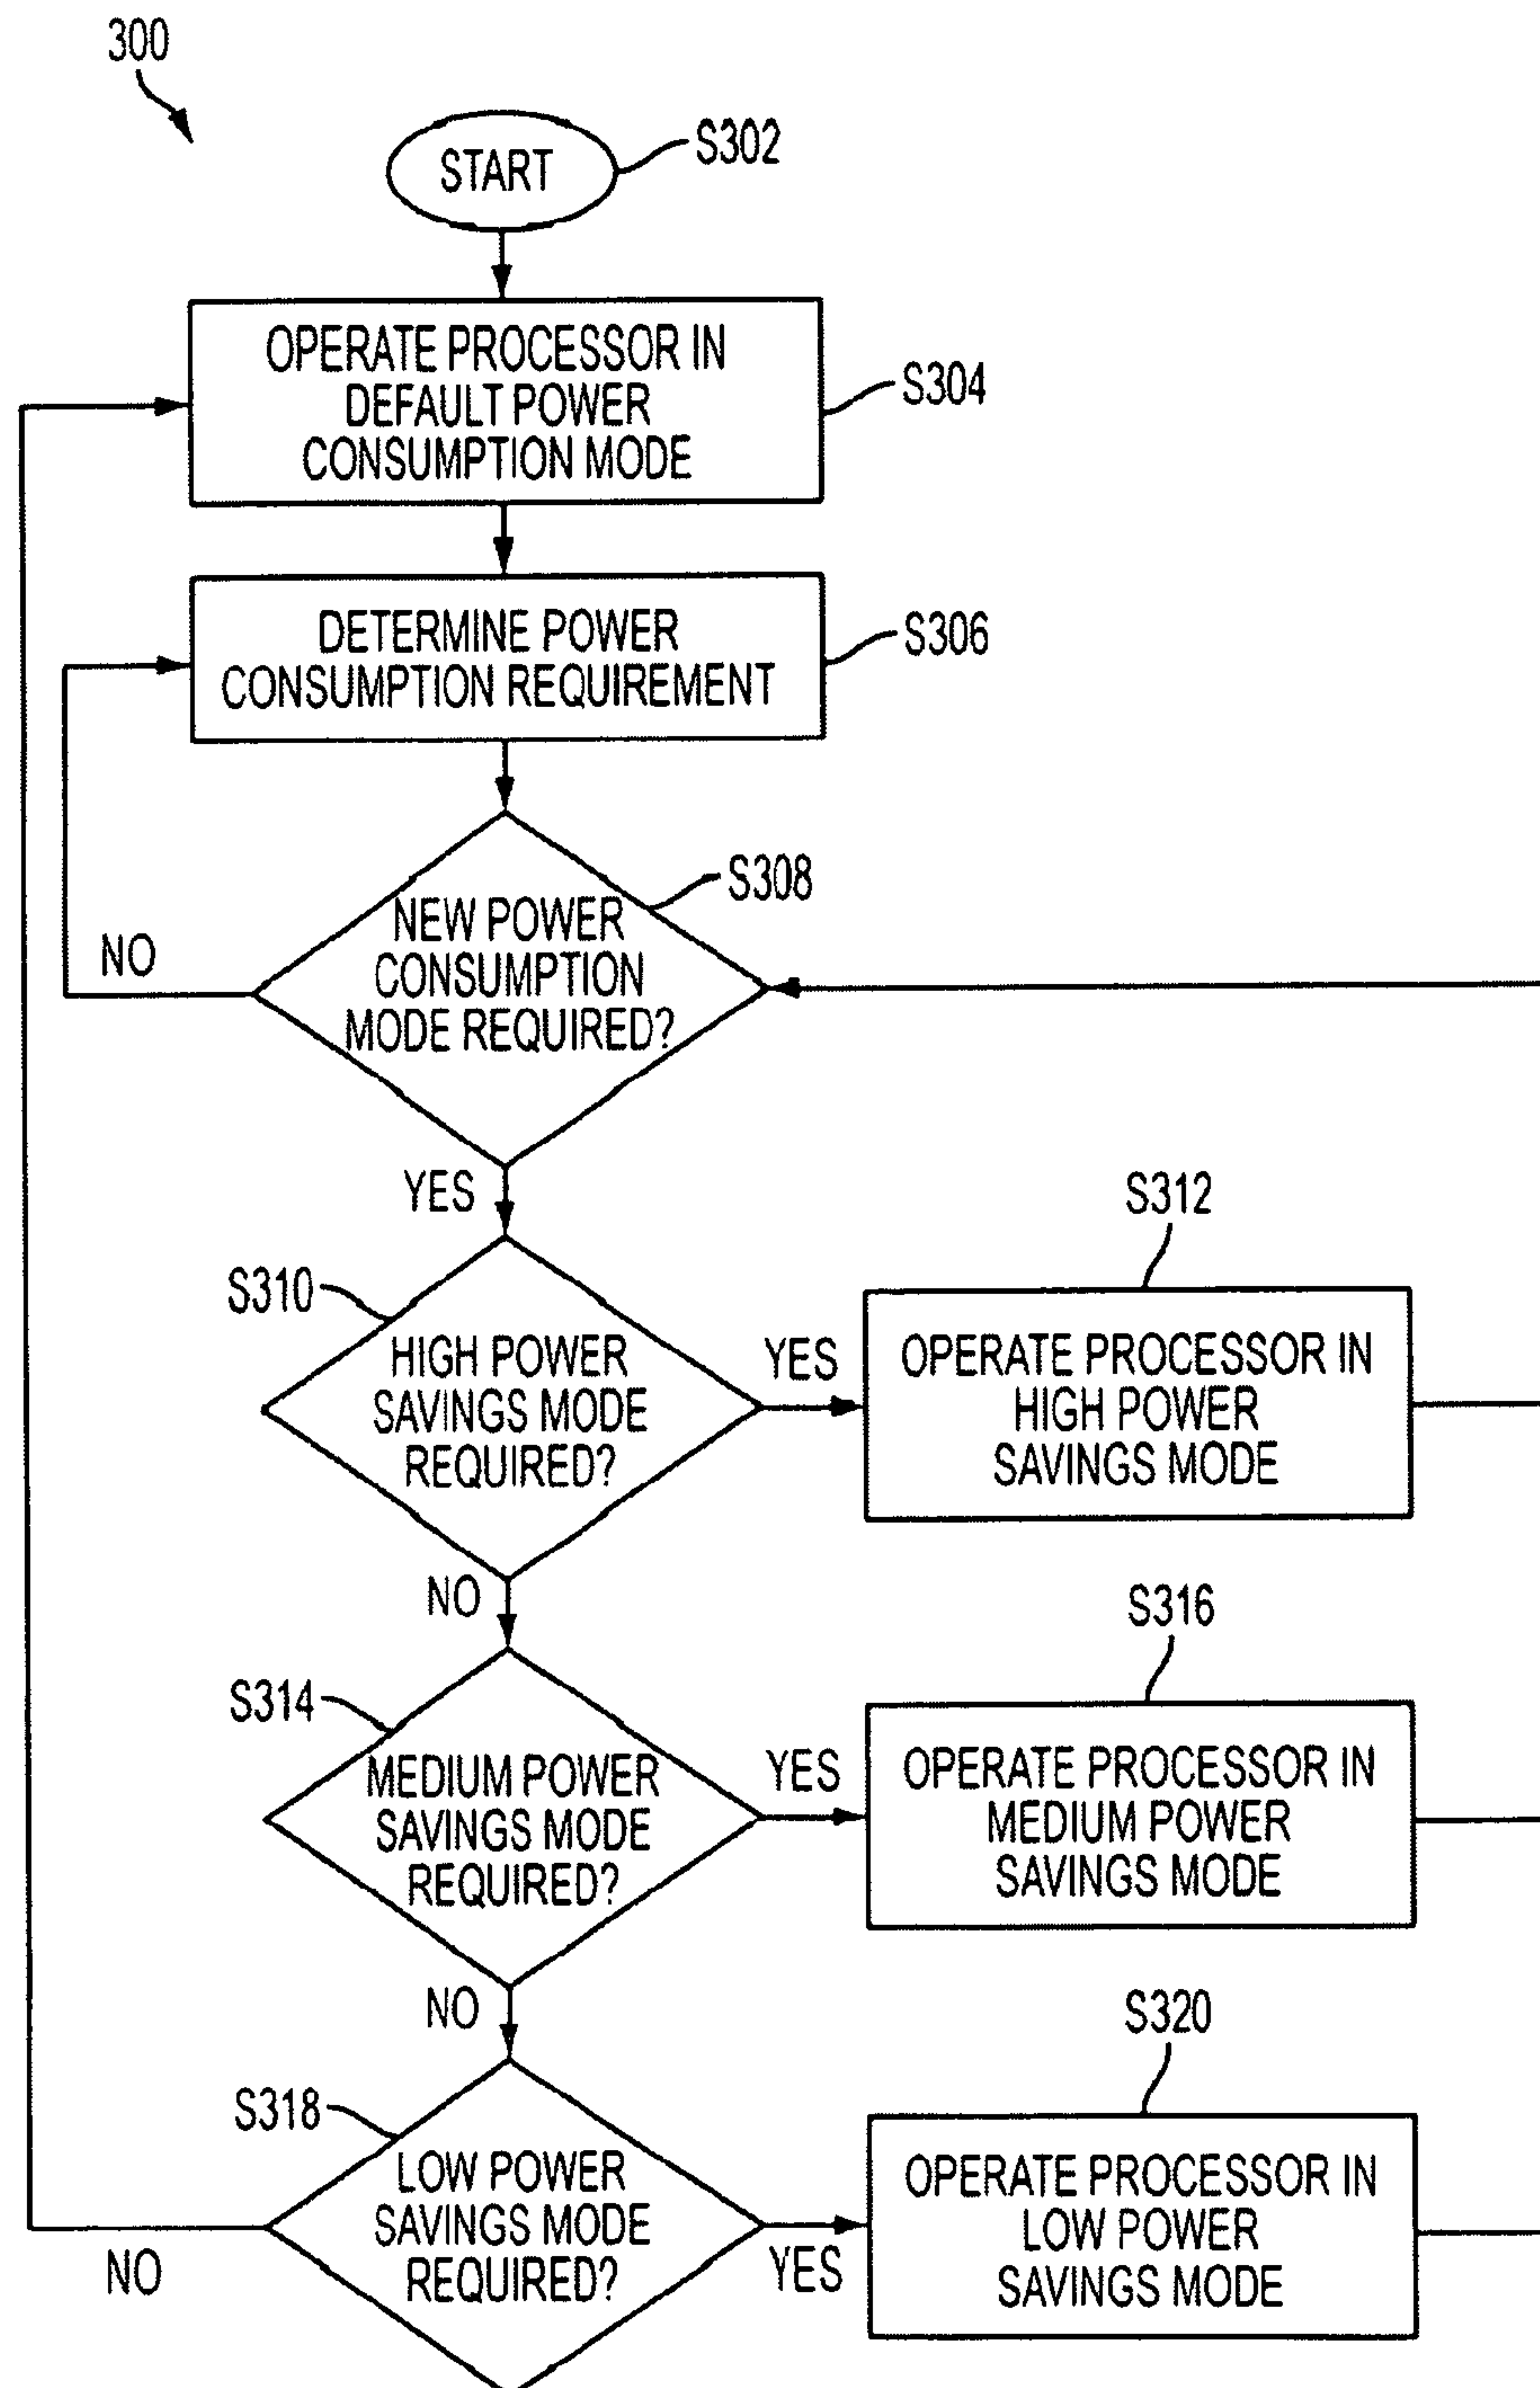 300
START
S302
OPERATE PROCESSOR IN
DEFAULT POWER
CONSUMPTION MODE
S304
DETERMINE POWER
CONSUMPTION REQUIREMENT
S306
NEW POWER
CONSUMPTION
MODE REQUIRED?
S308
NO
YES
S310
HIGH POWER
SAVINGS MODE
REQUIRED?
YES
S312
OPERATE PROCESSOR IN
HIGH POWER
SAVINGS MODE
NO
S314
MEDIUM POWER
SAVINGS MODE
REQUIRED?
YES
S316
OPERATE PROCESSOR IN
MEDIUM POWER
SAVINGS MODE
NO
S318
LOW POWER
SAVINGS MODE
REQUIRED?
NO
YES
S320
OPERATE PROCESSOR IN
LOW POWER
SAVINGS MODE